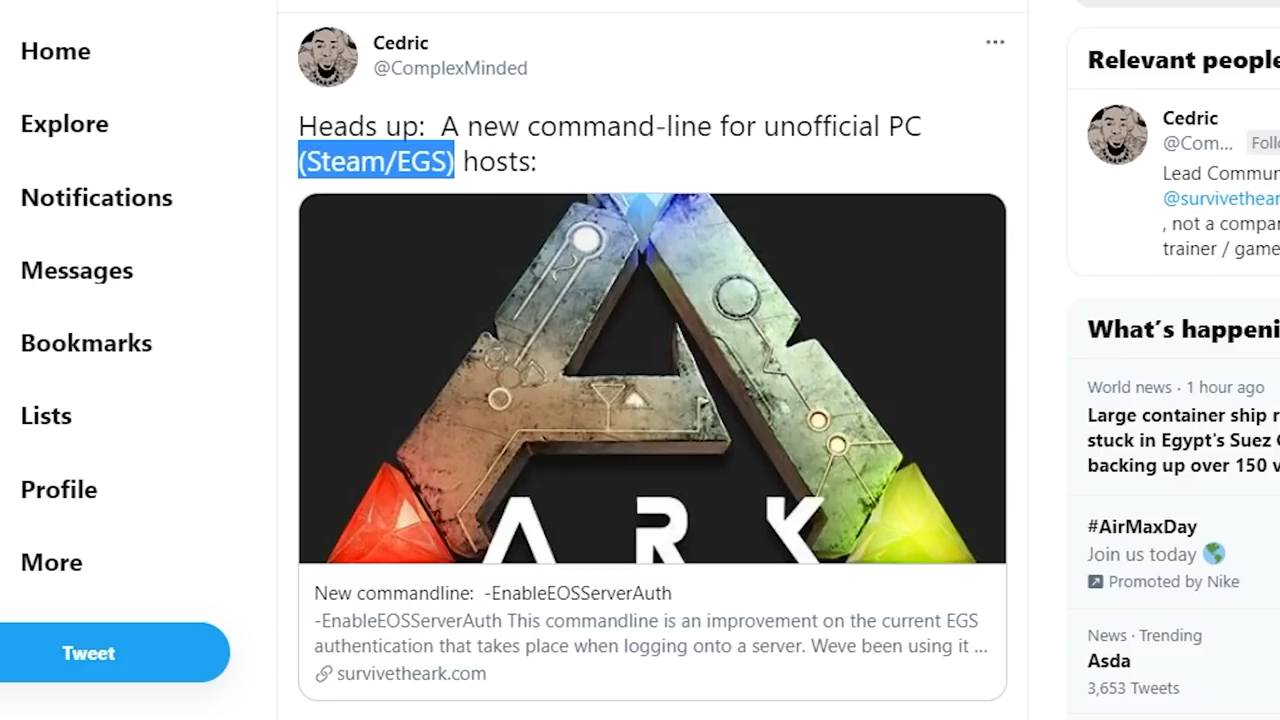 Home
Explore
Notifications
Messages
Bookmarks
Lists
Profile
More
Tweet
Cedric
@ComplexMinded
Heads up: A new command-line for unofficial PC
(Steam/EGS) hosts:
ARK
New commandline: -EnableEOSServerAuth
-EnableEOSServerAuth This commandline is an improvement on the current EGS
authentication that takes place when logging onto a server. Weve been using it ...
survivetheark.com
Relevant people
Cedric
@Com... Follo
Lead Commun
@survivethear
, not a compan
trainer / game
What's happeni
World news · 1 hour ago
Large container ship r
stuck in Egypt's Suez C
backing up over 150 v
#AirMaxDay
Join us today
Promoted by Nike
News · Trending
Asda
3,653 Tweets